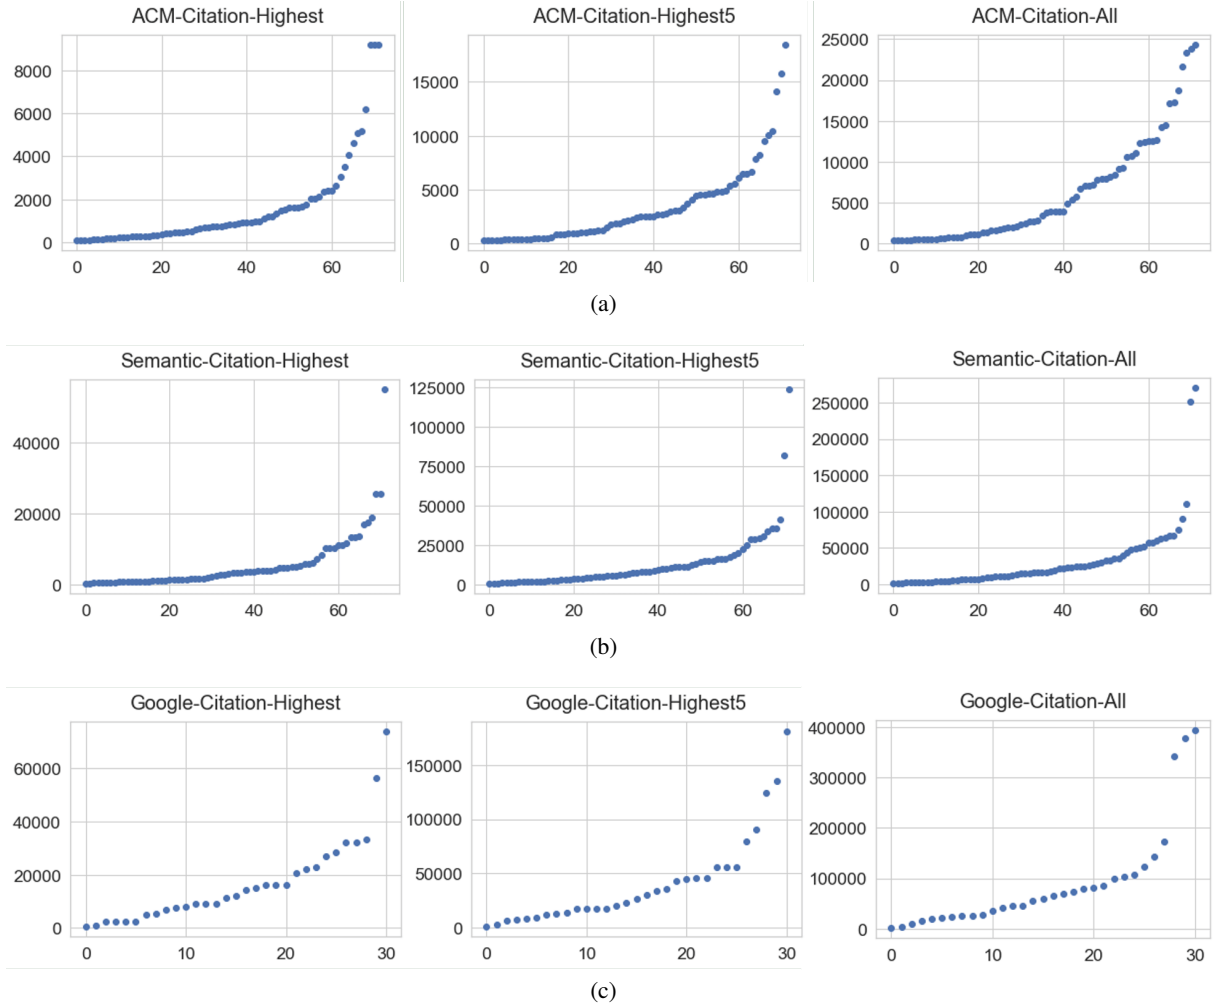 ACM-Citation-Highest
8000
6000
4000
2000
0
0 20 40 60
ACM-Citation-Highest5
15000
10000
5000
0
0 20 40 60
ACM-Citation-All
25000
20000
15000
10000
5000
0
0 20 40 60
(a)
Semantic-Citation-Highest
40000
20000
0
0 20 40 60
Semantic-Citation-Highest5
125000
100000
75000
50000
25000
0
0 20 40 60
Semantic-Citation-All
250000
200000
150000
100000
50000
0
0 20 40 60
(b)
Google-Citation-Highest
60000
40000
20000
0
0 10 20 30
Google-Citation-Highest5
150000
100000
50000
0
0 10 20 30
Google-Citation-All
400000
300000
200000
100000
0
0 10 20 30
(c)